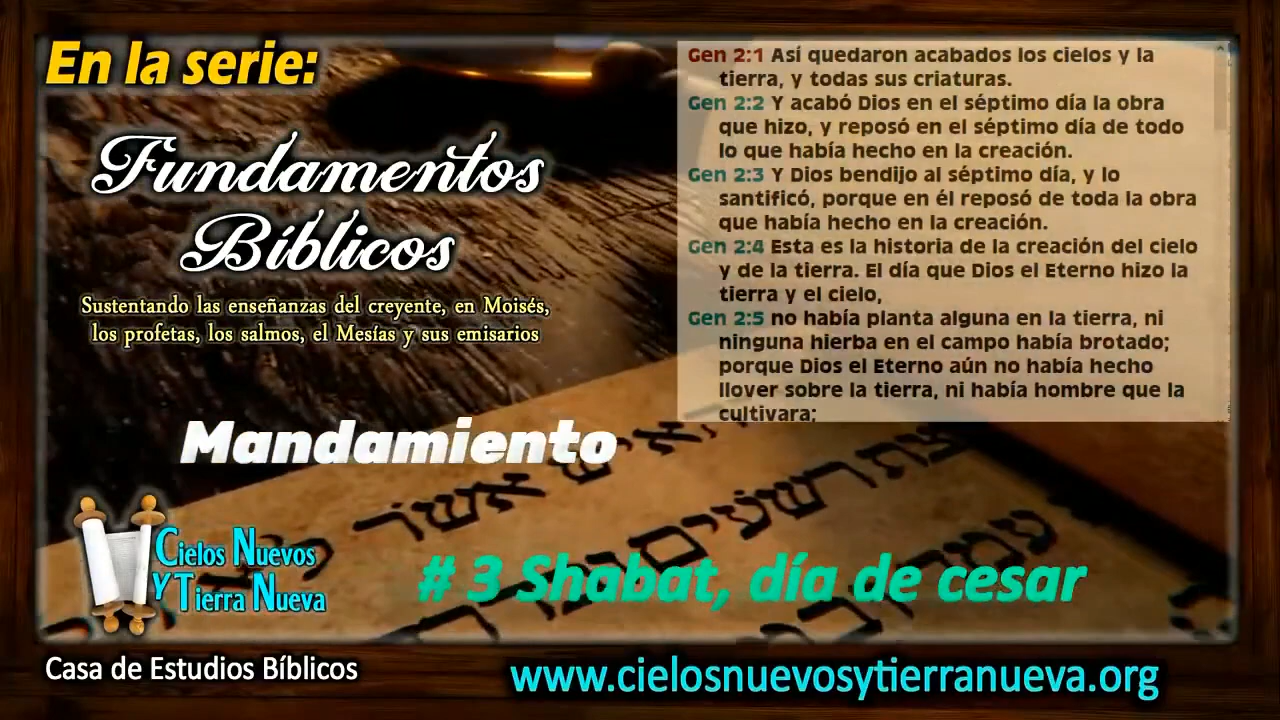 En la serie:
Fundamentos
Bíblicos
Sustentando las enseñanzas del creyente, en Moisés,
los profetas, los salmos, el Mesías y sus emisarios
Gen 2:1 Así quedaron acabados los cielos y la
tierra, y todas sus criaturas.
Gen 2:2 Y acabó Dios en el séptimo día la obra
que hizo, y reposó en el séptimo día de todo
lo que había hecho en la creación.
Gen 2:3 Y Dios bendijo al séptimo día, y lo
santificó, porque en él reposó de toda la obra
que había hecho en la creación.
Gen 2:4 Esta es la historia de la creación del cielo
y de la tierra. El día que Dios el Eterno hizo la
tierra y el cielo,
Gen 2:5 no había planta alguna en la tierra, ni
ninguna hierba en el campo había brotado;
porque Dios el Eterno aún no había hecho
llover sobre la tierra, ni había hombre que la
cultivara;
Mandamiento
איש אשר
עצת רשעים
Cielos Nuevos
Y Tierra Nueva
# 3 Shabat, día de cesar
Casa de Estudios Bíblicos
www.cielosnuevosytierranueva.org